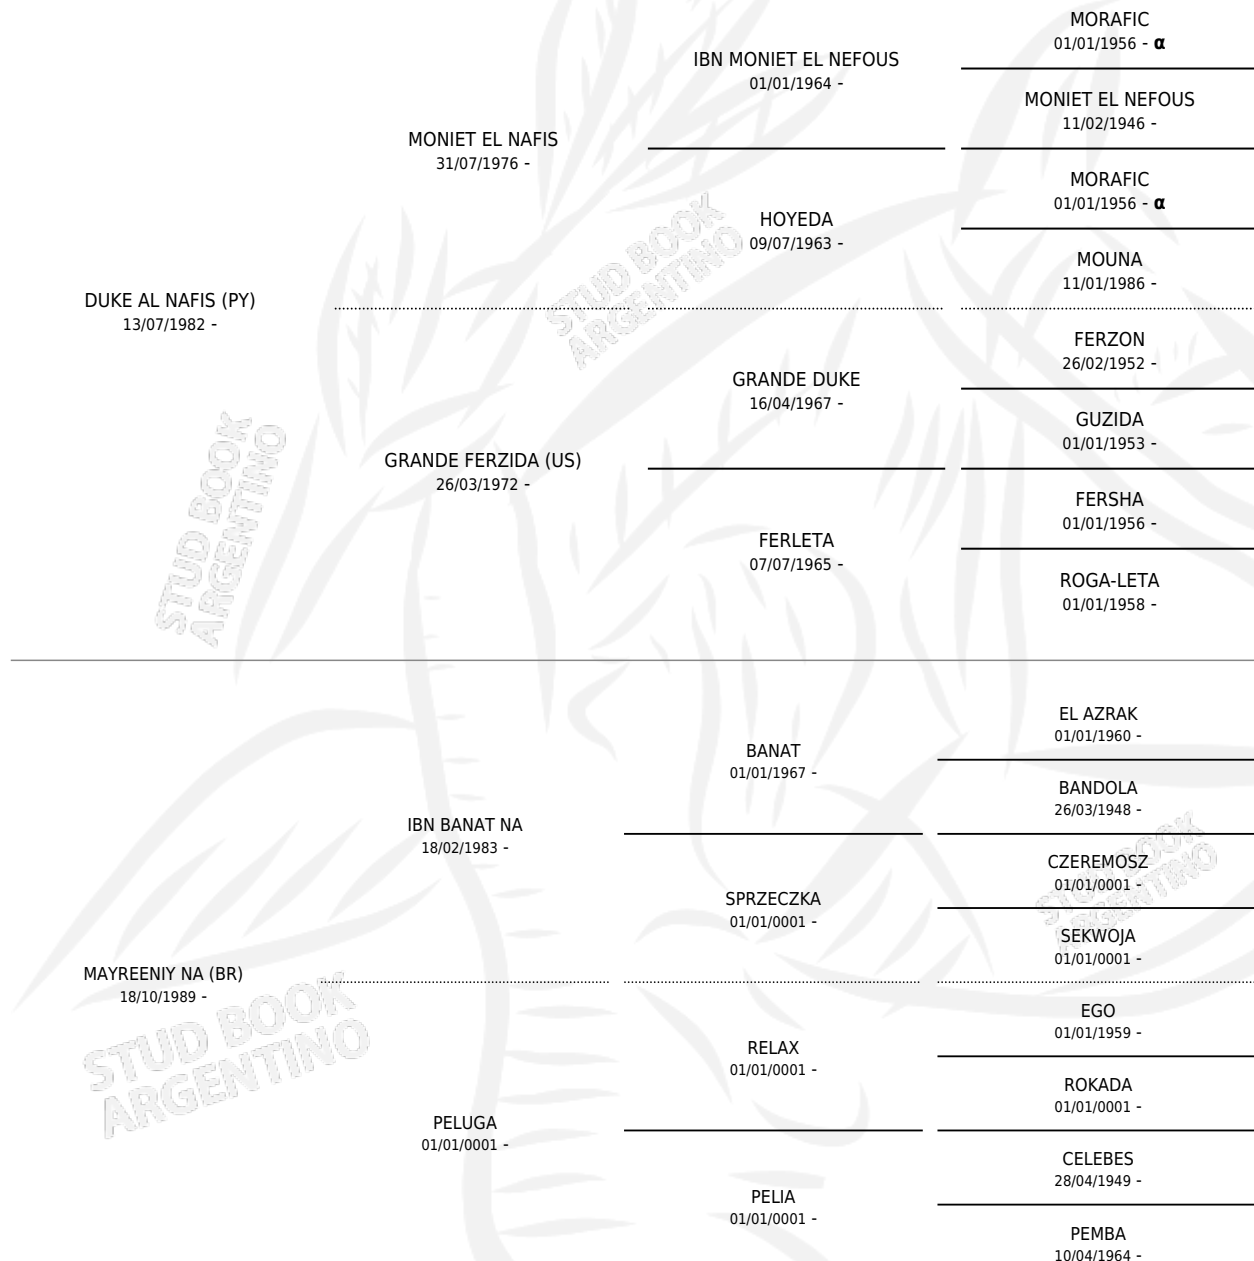 MORAFIC
01/01/1956 - α
IBN MONIET EL NEFOUS
01/01/1964 -
MONIET EL NEFOUS
11/02/1946 -
MONIET EL NAFIS
31/07/1976 -
MORAFIC
01/01/1956 - α
HOYEDA
09/07/1963 -
MOUNA
11/01/1986 -
DUKE AL NAFIS (PY)
13/07/1982 -
FERZON
26/02/1952 -
GRANDE DUKE
16/04/1967 -
GUZIDA
01/01/1953 -
GRANDE FERZIDA (US)
26/03/1972 -
FERSHA
01/01/1956 -
FERLETA
07/07/1965 -
ROGA-LETA
01/01/1958 -
STUD BOOK
ARGENTINO
STUD BOOK
ARGENTINO
EL AZRAK
01/01/1960 -
BANAT
01/01/1967 -
BANDOLA
26/03/1948 -
IBN BANAT NA
18/02/1983 -
CZEREMOSZ
01/01/0001 -
SPRZECZKA
01/01/0001 -
SEKWOJA
01/01/0001 -
STUD BOOK
ARGENTINO
MAYREENIY NA (BR)
18/10/1989 -
EGO
01/01/1959 -
RELAX
01/01/0001 -
ROKADA
01/01/0001 -
PELUGA
01/01/0001 -
CELEBES
28/04/1949 -
PELIA
01/01/0001 -
PEMBA
10/04/1964 -
STUD BOOK
ARGENTINO